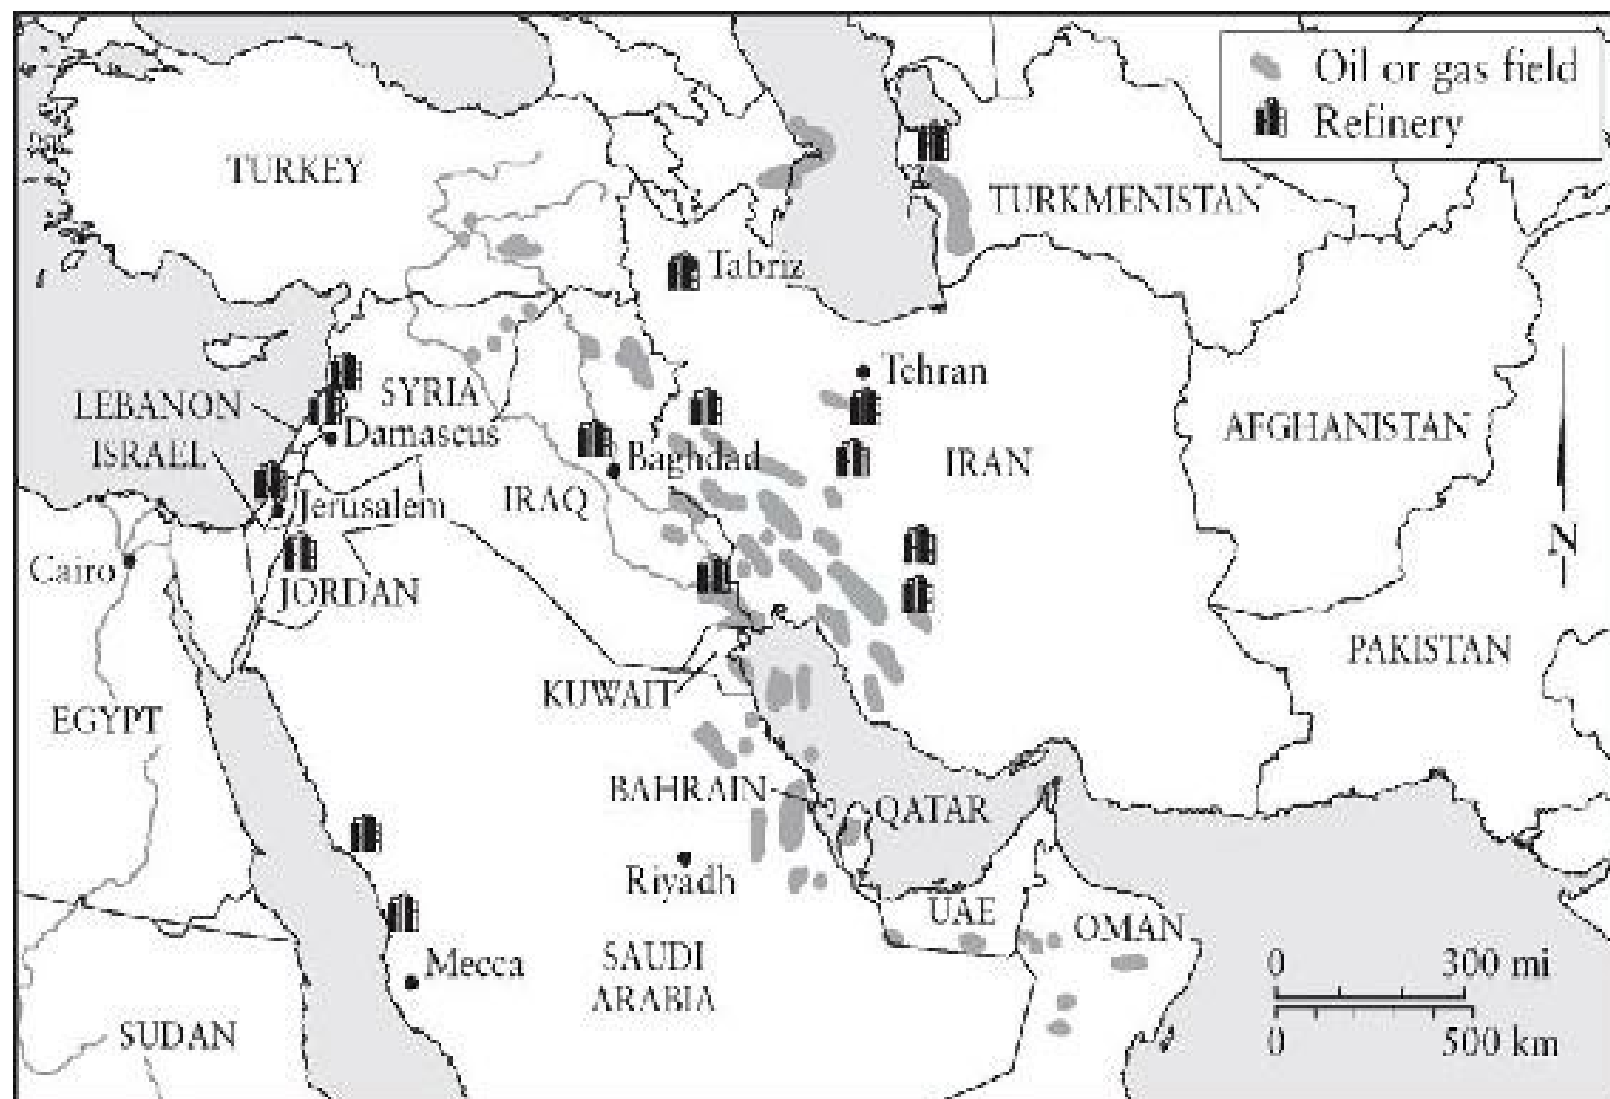 Oil or gas field
Refinery
TURKEY
TURKMENISTAN
Tabriz
Tehran
SYRIA
LEBANON
Damascus
ISRAEL
AFGHANISTAN
Baghdad
IRAN
IRAQ
Jerusalem
N
Cairo
JORDAN
PAKISTAN
KUWAIT
EGYPT
BAHRAIN
QATAR
Riyadh
UAE
OMAN
Mecca
SAUDI
ARABIA
0 300 mi
SUDAN
0 500 km